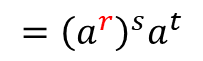 = (a^r)^s a^t